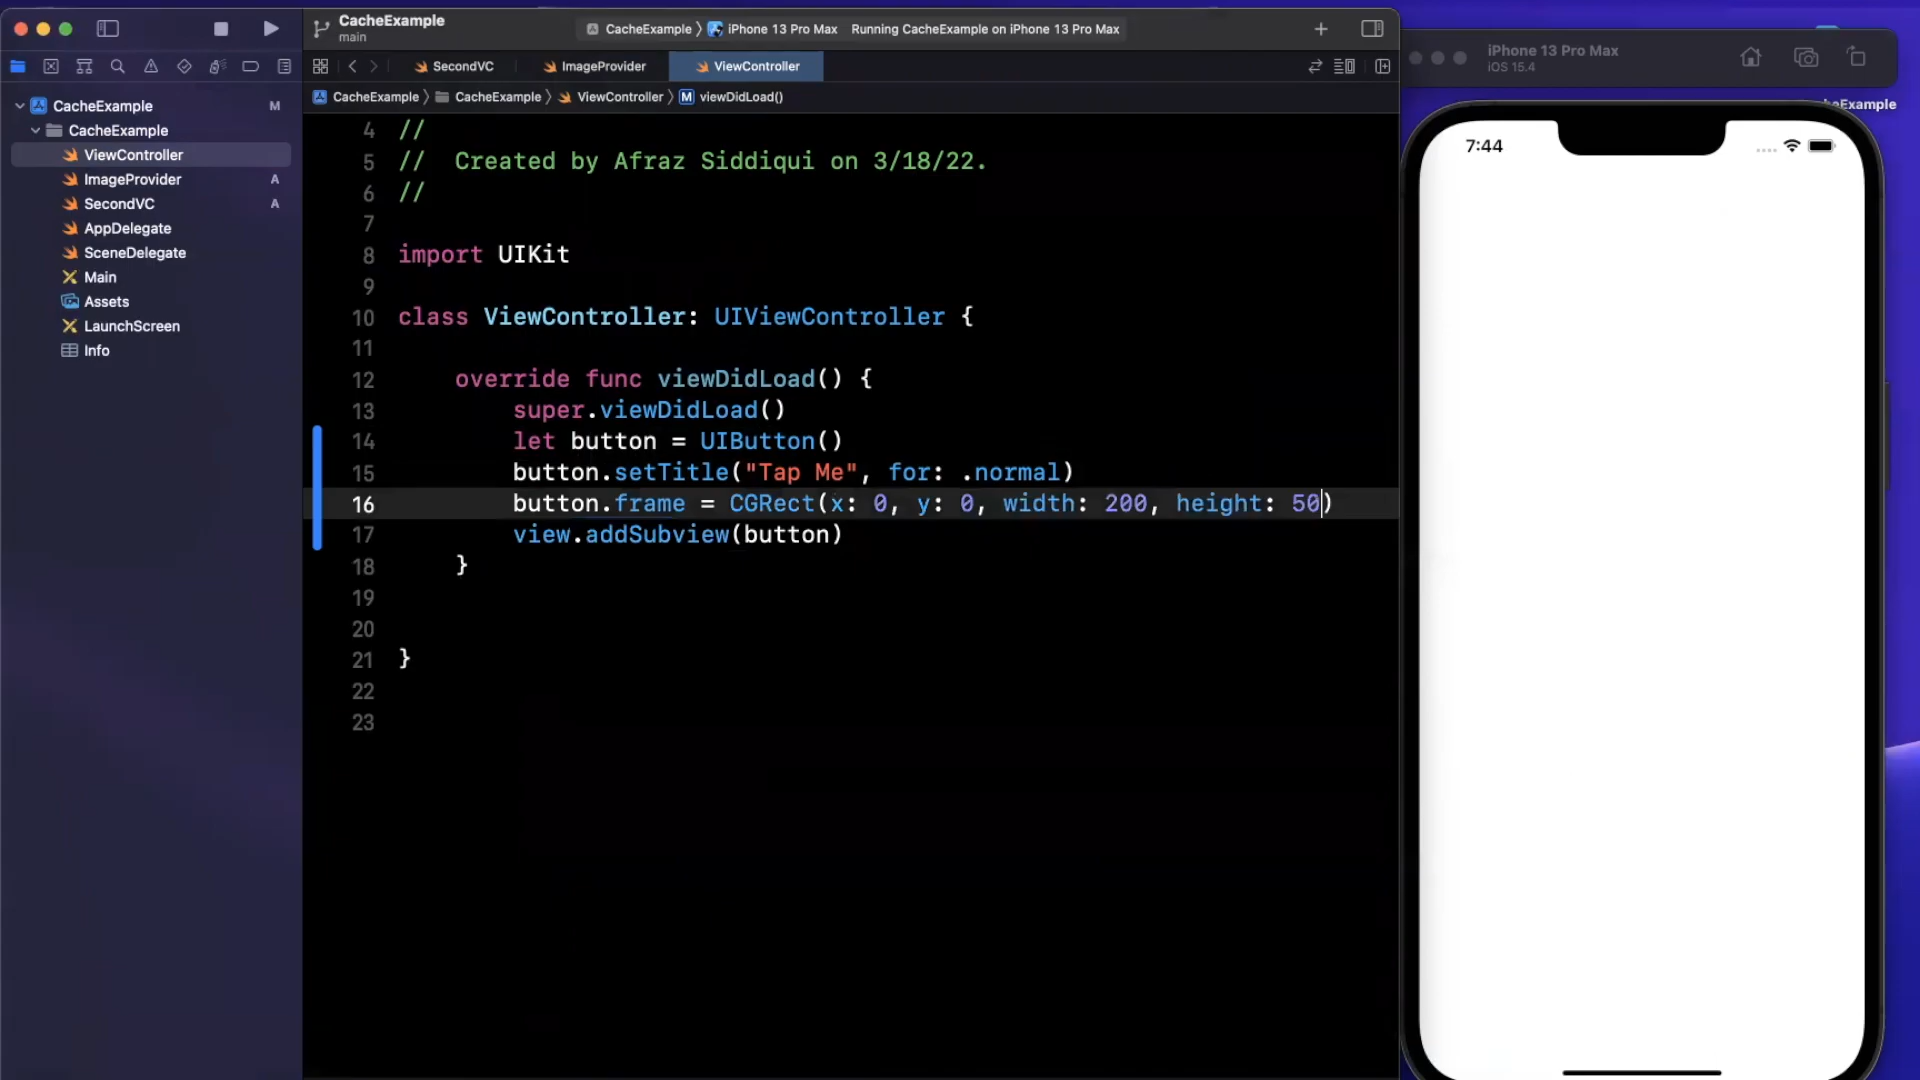 CacheExample
main
CacheExample 〉 iPhone 13 Pro Max Running CacheExample on iPhone 13 Pro Max
SecondVC
ImageProvider
ViewController
CacheExample 〉 CacheExample 〉 ViewController 〉 M viewDidLoad()
CacheExample M
CacheExample
ViewController
ImageProvider A
SecondVC A
AppDelegate
SceneDelegate
Main
Assets
LaunchScreen
Info
4 //
5 // Created by Afraz Siddiqui on 3/18/22.
6 //
7
8 import UIKit
9
10 class ViewController: UIViewController {
11
12 override func viewDidLoad() {
13 super.viewDidLoad()
14 let button = UIButton()
15 button.setTitle("Tap Me", for: .normal)
16 button.frame = CGRect(x: 0, y: 0, width: 200, height: 50)
17 view.addSubview(button)
18 }
19
20
21 }
22
23
iPhone 13 Pro Max
iOS 15.4
heExample
7:44